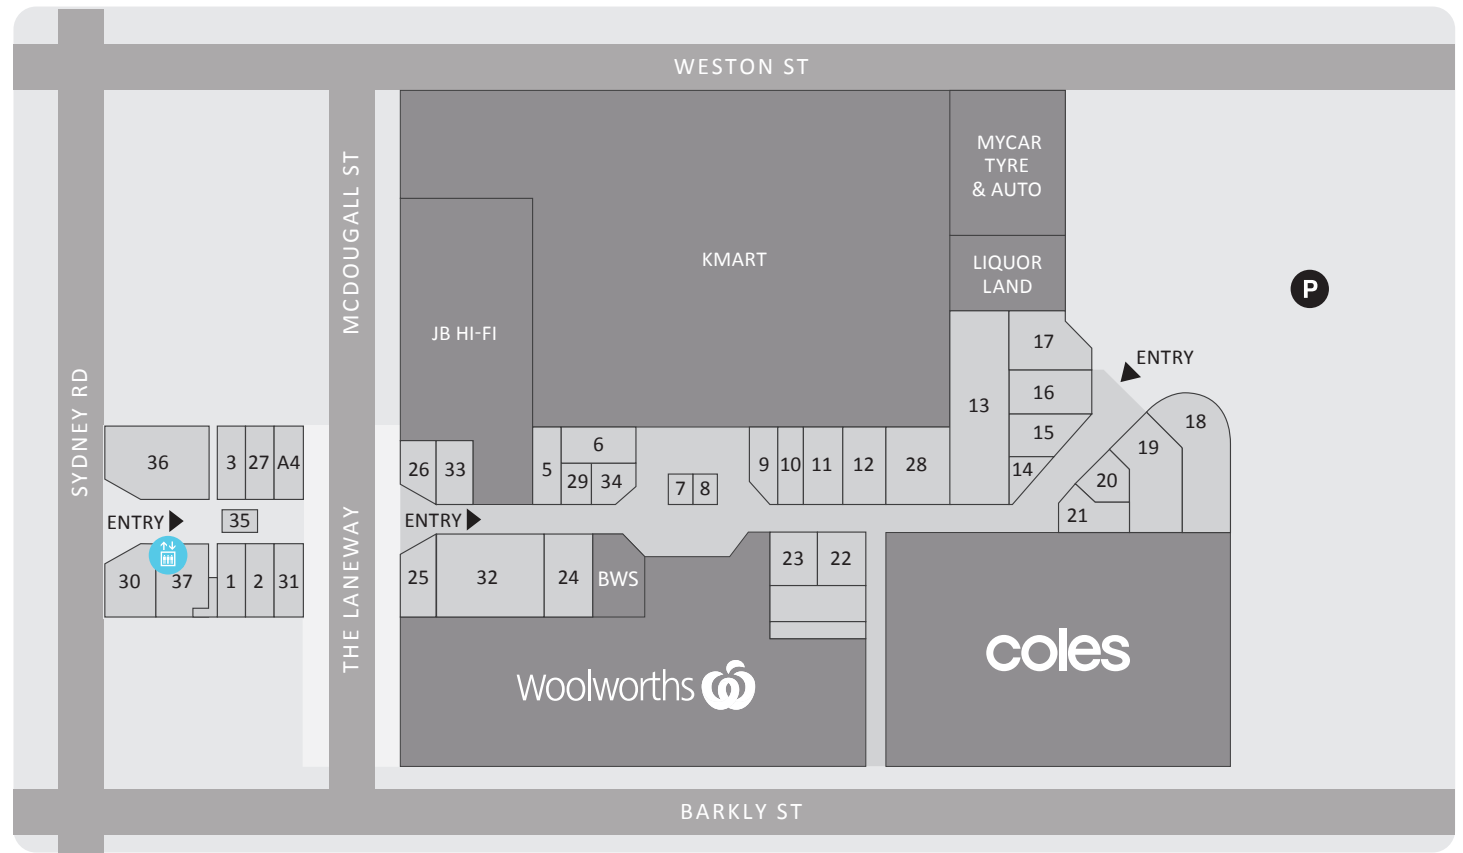 WESTON ST
MYCAR
TYRE
& AUTO
MCDOUGALL ST
KMART
LIQUOR
LAND
P
JB HI-FI
17
ENTRY
SYDNEY RD
13
16
18
15
19
36
3
27
A4
26
33
5
6
29
34
7
8
9
10
11
12
28
14
20
21
ENTRY
35
ENTRY
30
37
1
2
31
THE LANEWAY
25
32
24
BWS
23
22
Woolworths
coles
BARKLY ST